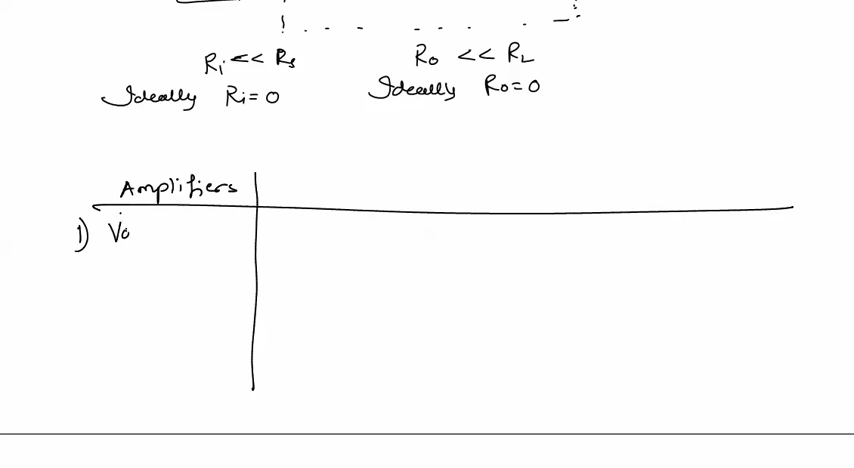 Ri << Rs Ro << RL
Ideally Ri = 0 Ideally Ro = 0
Amplifiers
1) Vo